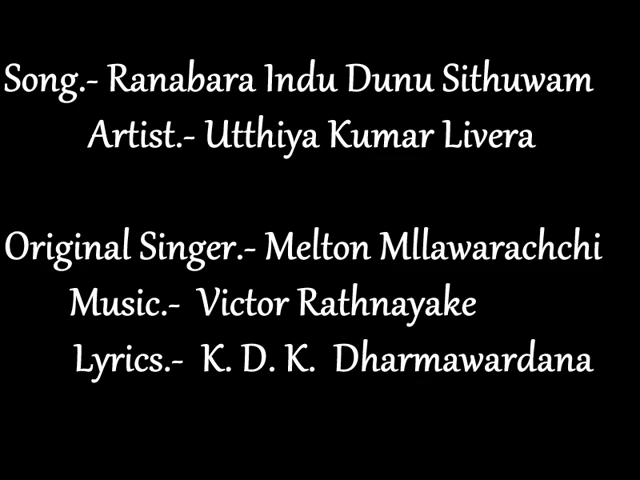 Song.- Ranabara Indu Dunu Sithuwam
Artist.- Utthiya Kumar Livera
Original Singer.- Melton Mllawarachchi
Music.- Victor Rathnayake
Lyrics.- K. D. K. Dharmawardana